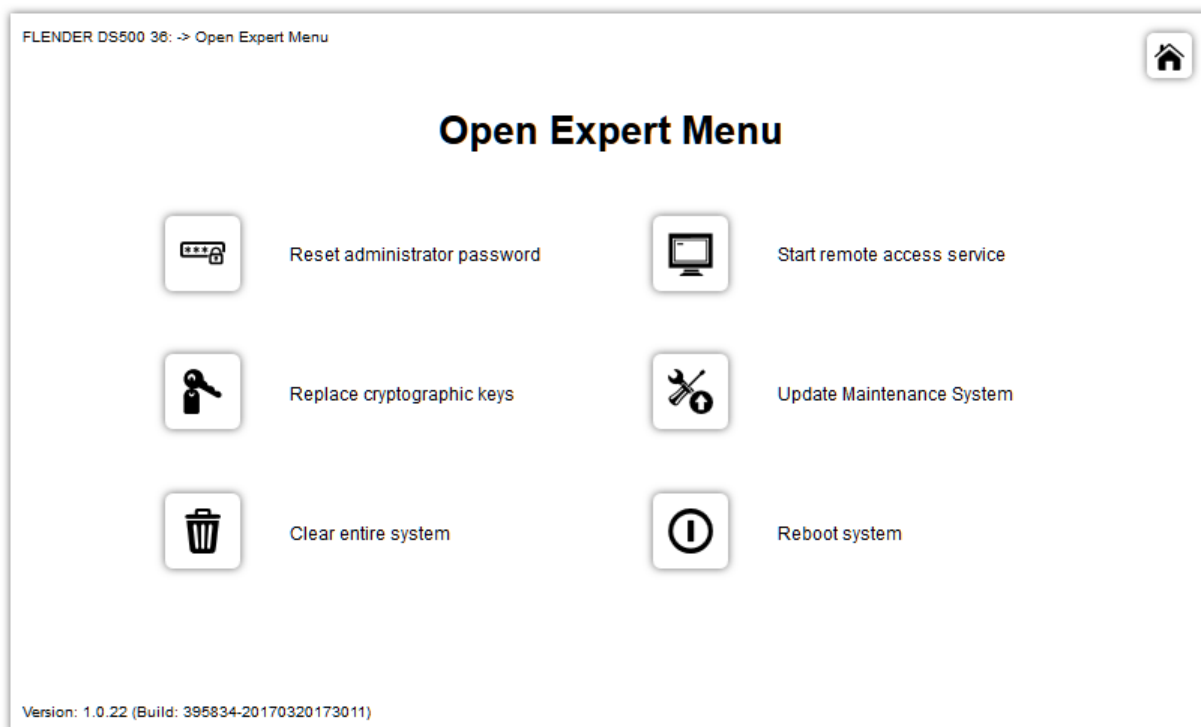 FLENDER DS500 36: -> Open Expert Menu
Open Expert Menu
Reset administrator password
Start remote access service
Replace cryptographic keys
Update Maintenance System
Clear entire system
Reboot system
Version: 1.0.22 (Build: 395834-20170320173011)